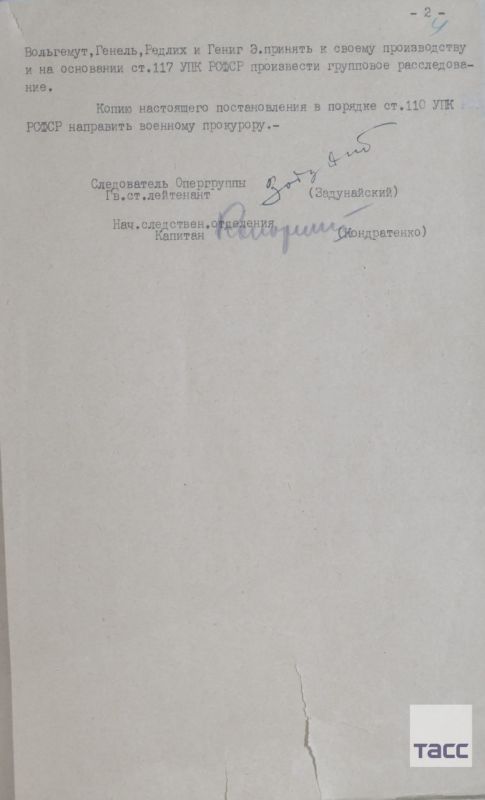 - 2 -
4
Вольгемут,Генель,Редлих и Гениг Э.принять к своему производству
и на основании ст.117 УПК РСФСР произвести групповое расследова-
ние.
Копию настоящего постановления в порядке ст.110 УПК
РСФСР направить военному прокурору.-
Следователь Опергруппы
Гв.ст.лейтенант (Задунайский)
Нач.следствен.отделения
Капитан (Кондратенко)
ТАСС